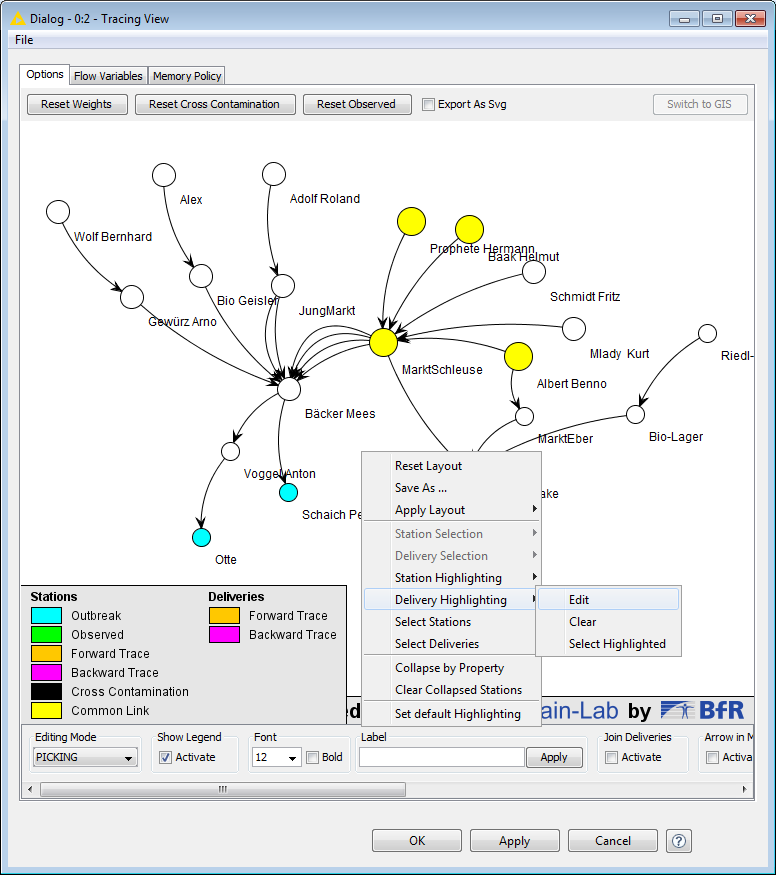 Dialog - 0:2 - Tracing View
File
Options Flow Variables Memory Policy
Reset Weights Reset Cross Contamination Reset Observed Export As Svg Switch to GIS
Alex
Adolf Roland
Wolf Bernhard
Prophete Hermann
Baak Helmut
Schmidt Fritz
Bio Geisler
JungMarkt
Gewürz Arno
Mlady Kurt
Riedl-
MarktSchleuse
Albert Benno
Bäcker Mees
MarktEber
Bio-Lager
Voggel Anton
Schaich Pe
ake
Otte
Reset Layout
Save As ...
Apply Layout
Station Selection
Delivery Selection
Station Highlighting
Delivery Highlighting
Select Stations
Select Deliveries
Collapse by Property
Clear Collapsed Stations
Set default Highlighting
Edit
Clear
Select Highlighted
Stations Deliveries
Outbreak Forward Trace
Observed Backward Trace
Forward Trace
Backward Trace
Cross Contamination
Common Link
ed ain-Lab by BfR
Editing Mode Show Legend Font Label Join Deliveries Arrow in M
PICKING Activate 12 Bold Apply Activate Activa
OK Apply Cancel ?